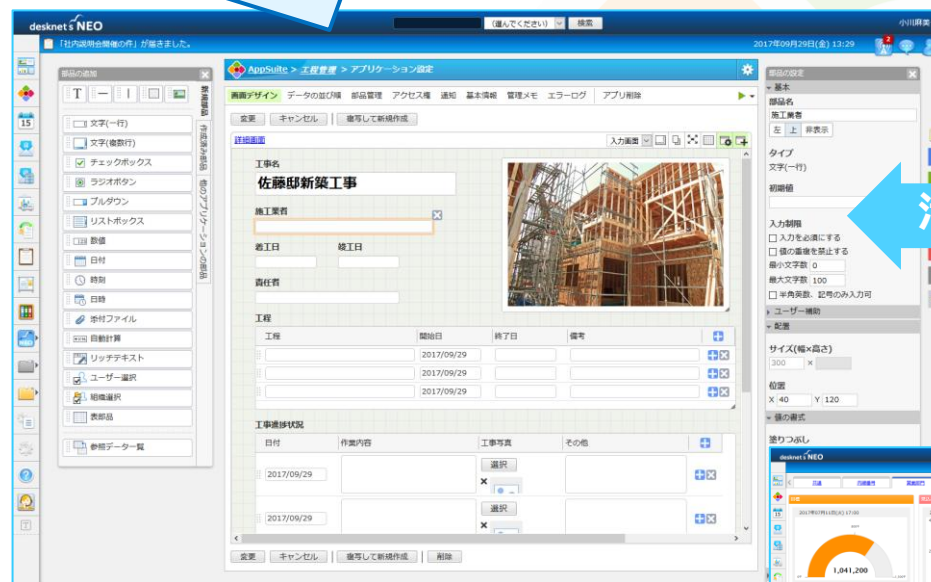 desknet's NEO
(選んでください)
検索
小川麻美
「社内説明会開催の件」が届きました。
2017年09月29日(金) 13:29
2
部品の追加
新規部品
作成済み部品
他のアプリケーションの部品
T
文字(一行)
文字(複数行)
チェックボックス
ラジオボタン
プルダウン
リストボックス
数値
日付
時刻
日時
添付ファイル
自動計算
リッチテキスト
ユーザー選択
組織選択
表部品
参照データ一覧
15
AppSuite > 工程管理 > アプリケーション設定
画面デザイン データの並び順 部品管理 アクセス権 通知 基本情報 管理メモ エラーログ アプリ削除
変更 キャンセル 複写して新規作成
詳細画面
入力画面
工事名
佐藤邸新築工事
施工業者
着工日 竣工日
責任者
工程
工程 開始日 終了日 備考
2017/09/29
2017/09/29
2017/09/29
工事進捗状況
日付 作業内容 工事写真 その他
2017/09/29
選択
2017/09/29
選択
変更 キャンセル 複写して新規作成 削除
部品の設定
基本
部品名
施工業者
左 上 非表示
タイプ
文字(一行)
初期値
入力制限
入力を必須にする
値の重複を禁止する
最小文字数 0
最大文字数 100
半角英数、記号のみ入力可
ユーザー補助
配置
サイズ(幅×高さ)
300 ×
位置
X 40 Y 120
値の書式
塗りつぶし
desknet's NEO
15
1,041,200